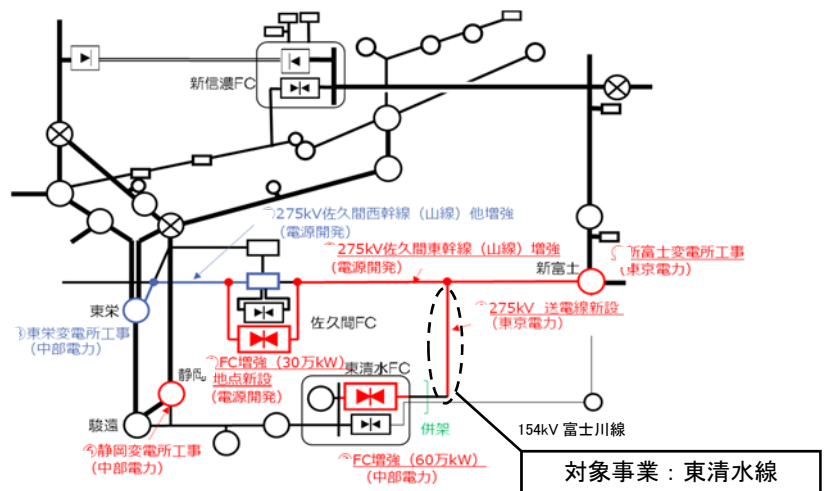 新信濃FC
275kV佐久間西幹線（山線）他増強
（電源開発）
275kV佐久間東幹線（山線）増強
（電源開発）
所富士変電所工事
（東京電力）
新富士
275kV 送電線新設
（東京電力）
東栄
東栄変電所工事
（中部電力）
佐久間FC
FC増強（30万kW）
地点新設
（電源開発）
静岡
東清水FC
駿遠
静岡変電所工事
（中部電力）
併架
154kV 富士川線
FC増強（60万kW）
（中部電力）
対象事業：東清水線